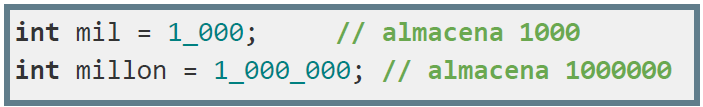 int mil = 1_000;     // almacena 1000
int millon = 1_000_000; // almacena 1000000